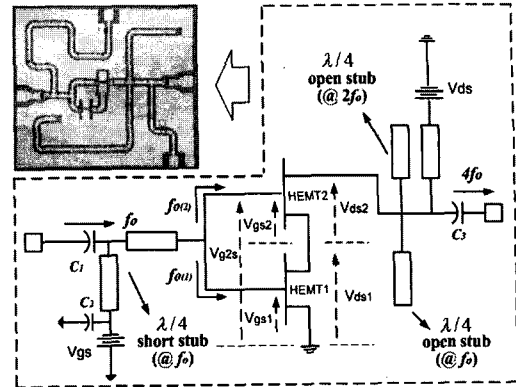 λ/4
open stub
(@ 2fo)
Vds
4fo
C3
HEMT2
Vds2
fo(2)
Vgs2
fo
Vg2s
C1
fo(1)
HEMT1
Vds1
Vgs1
C2
λ/4
short stub
(@ fo)
Vgs
λ/4
open stub
(@ fo)